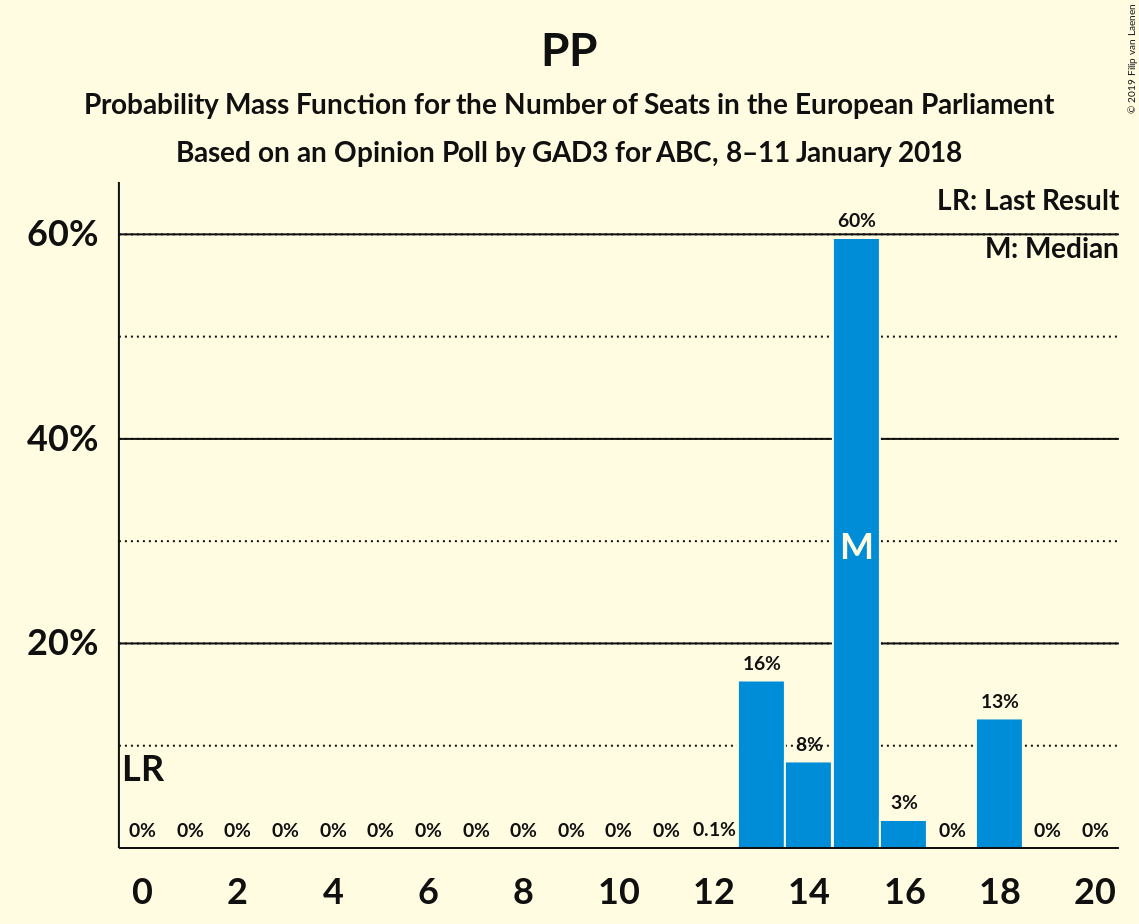 PP
Probability Mass Function for the Number of Seats in the European Parliament
Based on an Opinion Poll by GAD3 for ABC, 8–11 January 2018
© 2019 Filip van Laenen
LR: Last Result
M: Median
60%
40%
20%
60%
M
16%
8%
3%
13%
LR
0% 0% 0% 0% 0% 0% 0% 0% 0% 0% 0% 0% 0.1% 0% 0% 0%
0 2 4 6 8 10 12 14 16 18 20